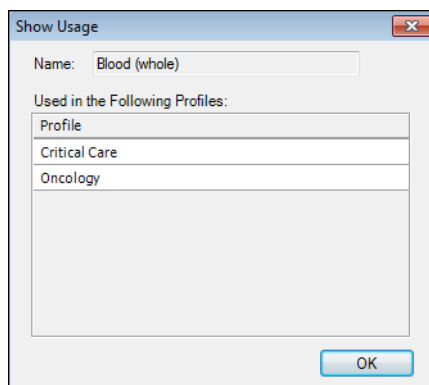 Show Usage
Name: Blood (whole)
Used in the Following Profiles:
Profile
Critical Care
Oncology
OK